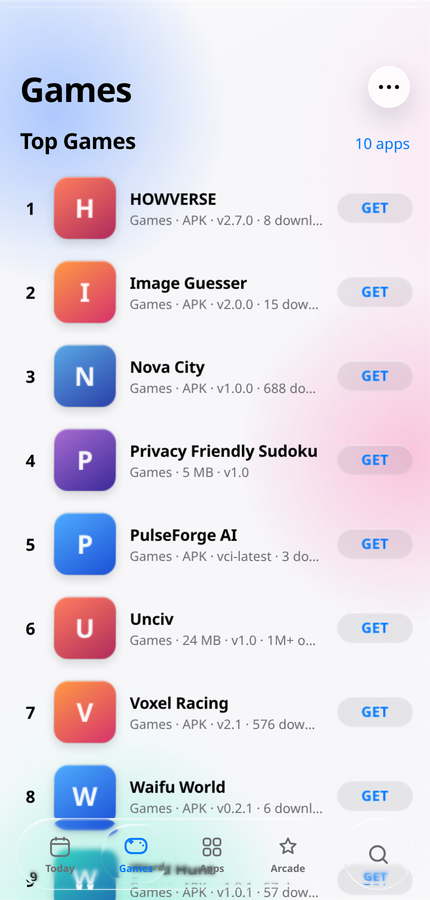 Games
Top Games
10 apps
1
H
HOWVERSE
Games · APK · v2.7.0 · 8 downl...
GET
2
I
Image Guesser
Games · APK · v2.0.0 · 15 dow...
GET
3
N
Nova City
Games · APK · v1.0.0 · 688 do...
GET
4
P
Privacy Friendly Sudoku
Games · 5 MB · v1.0
GET
5
P
PulseForge AI
Games · APK · vci-latest · 3 do...
GET
6
U
Unciv
Games · 24 MB · v1.0 · 1M+ o...
GET
7
V
Voxel Racing
Games · APK · v2.1 · 576 dow...
GET
8
W
Waifu World
Games · APK · v0.2.1 · 6 downl...
GET
Today
Games
Apps
Arcade
9
W
Games · APK · v1.0.1 · 57 dow...
GET